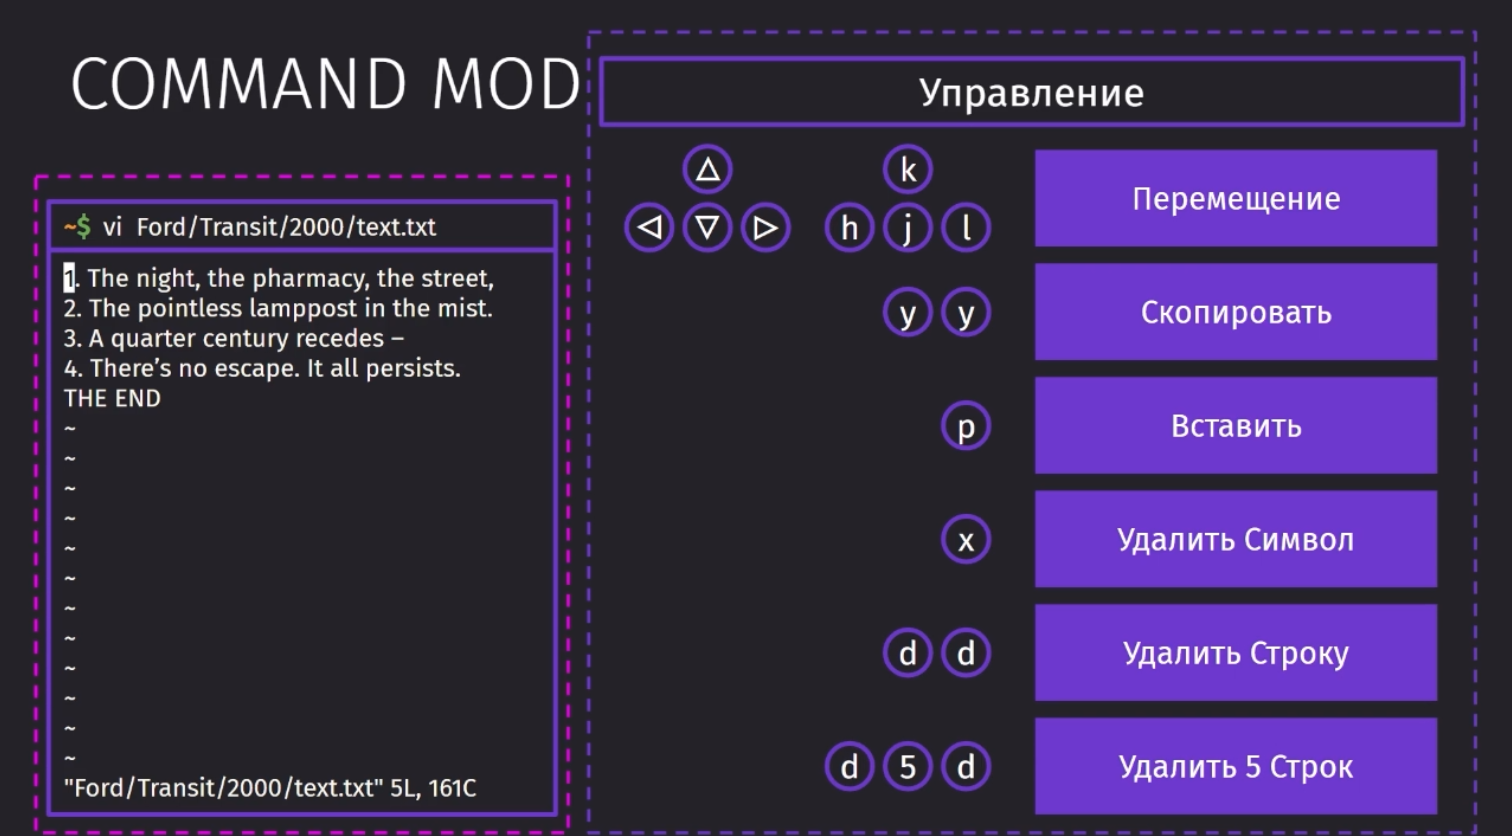 COMMAND MOD
~$ vi Ford/Transit/2000/text.txt
1. The night, the pharmacy, the street,
2. The pointless lamppost in the mist.
3. A quarter century recedes –
4. There’s no escape. It all persists.
THE END
~
~
~
~
~
~
~
~
~
~
~
~
"Ford/Transit/2000/text.txt" 5L, 161C
Управление
k
h j l
Перемещение
y y
Скопировать
p
Вставить
x
Удалить Символ
d d
Удалить Строку
d 5 d
Удалить 5 Строк